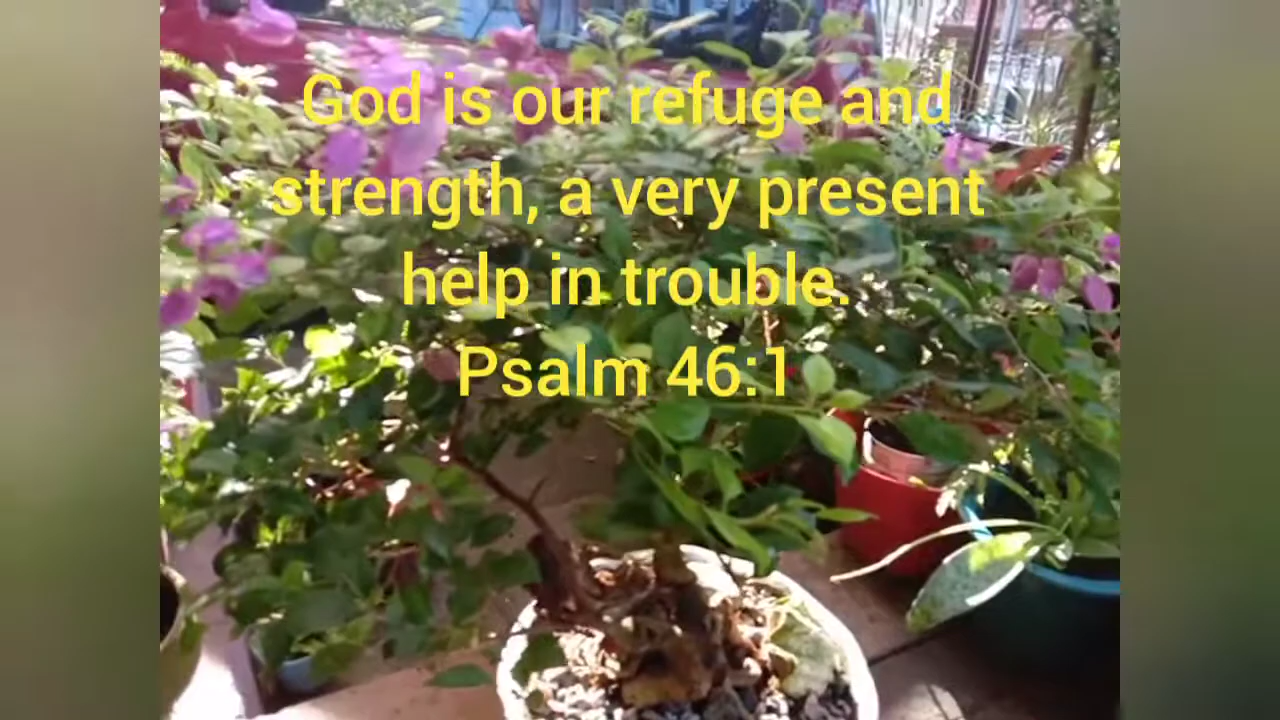 God is our refuge and
strength, a very present
help in trouble.
Psalm 46:1